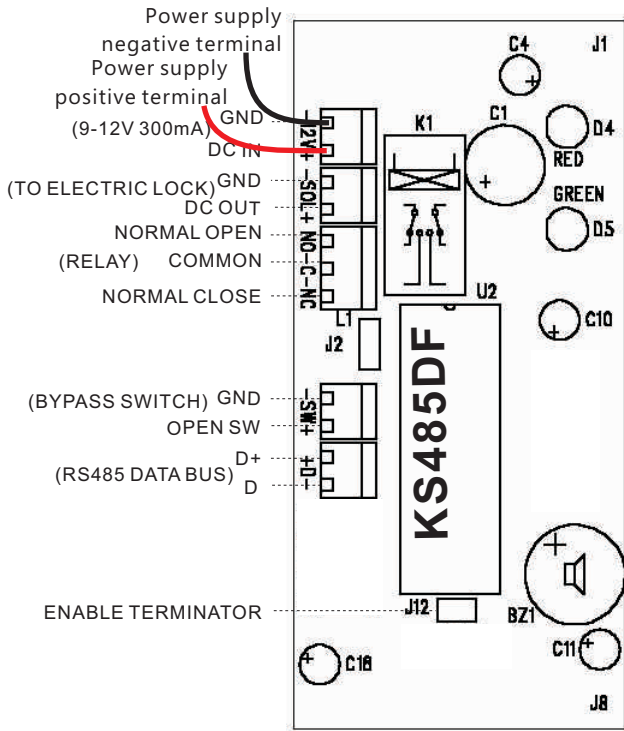 Power supply
negative terminal
Power supply
positive terminal
(9-12V 300mA) GND
DC IN
(TO ELECTRIC LOCK) GND
DC OUT
NORMAL OPEN
(RELAY) COMMON
NORMAL CLOSE
(BYPASS SWITCH) GND
OPEN SW
D+
(RS485 DATA BUS)
D
ENABLE TERMINATOR
-12V+
-SOL+
NO-C-NC
L1
J2
-SW+
+D-
K1
C4
J1
C1
D4
RED
GREEN
D5
U2
C10
KS485DF
J12
BZ1
C11
C16
J8